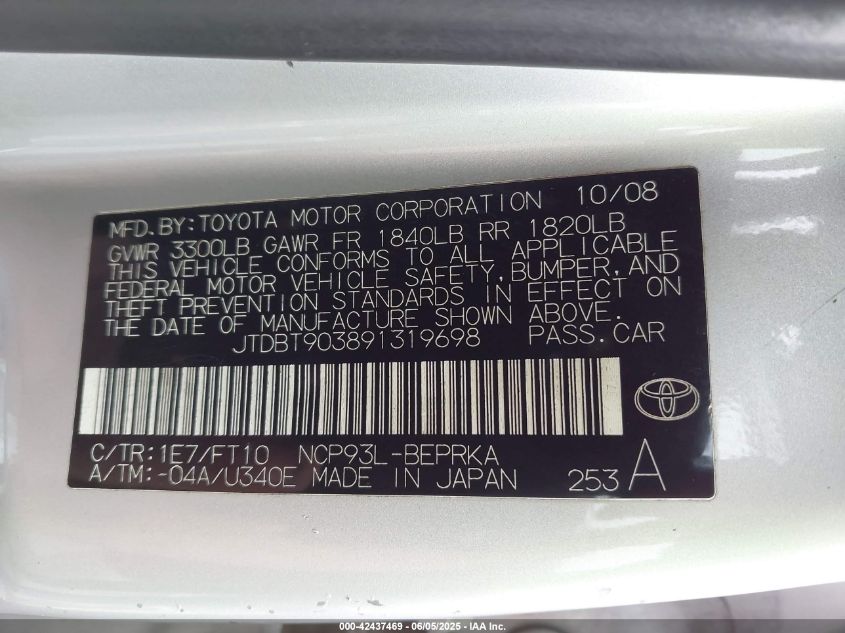 MFD.BY:TOYOTA MOTOR CORPORATION 10/08
GVWR 3300LB GAWR FR 1840LB RR 1820LB
THIS VEHICLE CONFORMS TO ALL APPLICABLE
FEDERAL MOTOR VEHICLE SAFETY,BUMPER,AND
THEFT PREVENTION STANDARDS IN EFFECT ON
THE DATE OF MANUFACTURE SHOWN ABOVE.
JTDBT903891319698 PASS.CAR
C/TR:1E7/FT10 NCP93L-BEPRKA
A/TM:-04A/U340E MADE IN JAPAN 253 A
000-42437469 - 06/05/2025 - IAA Inc.